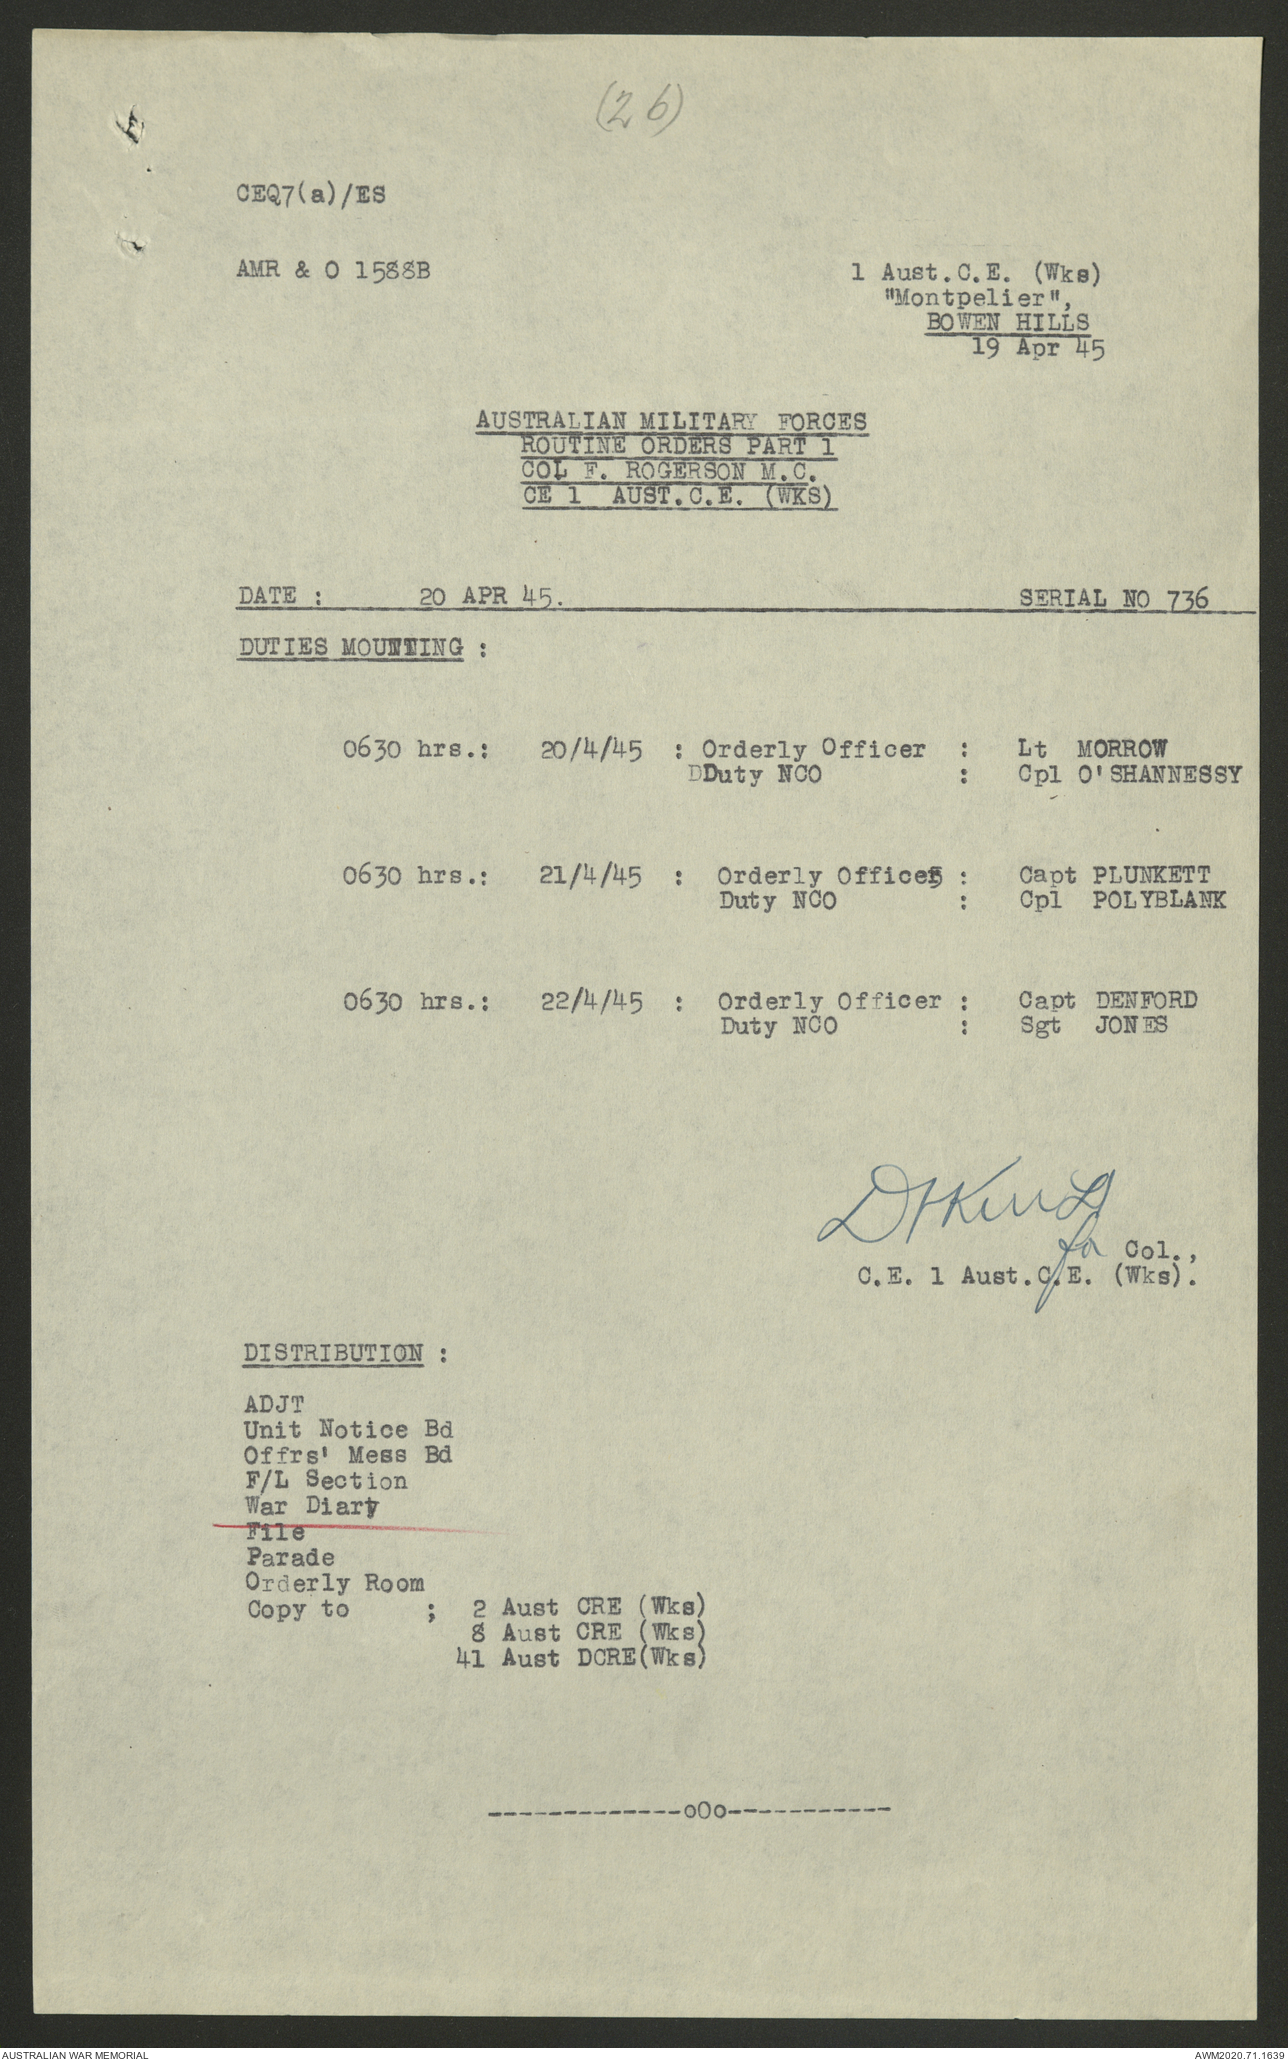 (26)
CEQ7(a)/ES
AMR & O 1588B
1 Aust.C.E. (Wks)
"Montpelier",
BOWEN HILLS
19 Apr 45
AUSTRALIAN MILITARY FORCES
ROUTINE ORDERS PART 1
COL F. ROGERSON M.C.
CE 1 AUST.C.E. (WKS)
DATE : 20 APR 45. SERIAL NO 736
DUTIES MOUNTING :
0630 hrs.: 20/4/45 : Orderly Officer : Lt MORROW
DDuty NCO : Cpl O'SHANNESSY
0630 hrs.: 21/4/45 : Orderly Officer : Capt PLUNKETT
Duty NCO : Cpl POLYBLANK
0630 hrs.: 22/4/45 : Orderly Officer : Capt DENFORD
Duty NCO : Sgt JONES
for Col.,
C.E. 1 Aust.C.E. (Wks).
DISTRIBUTION :
ADJT
Unit Notice Bd
Offrs' Mess Bd
F/L Section
War Diary
File
Parade
Orderly Room
Copy to ; 2 Aust CRE (Wks)
8 Aust CRE (Wks)
41 Aust DCRE(Wks)
-------------oOo-----------
AUSTRALIAN WAR MEMORIAL
AWM2020.71.1639